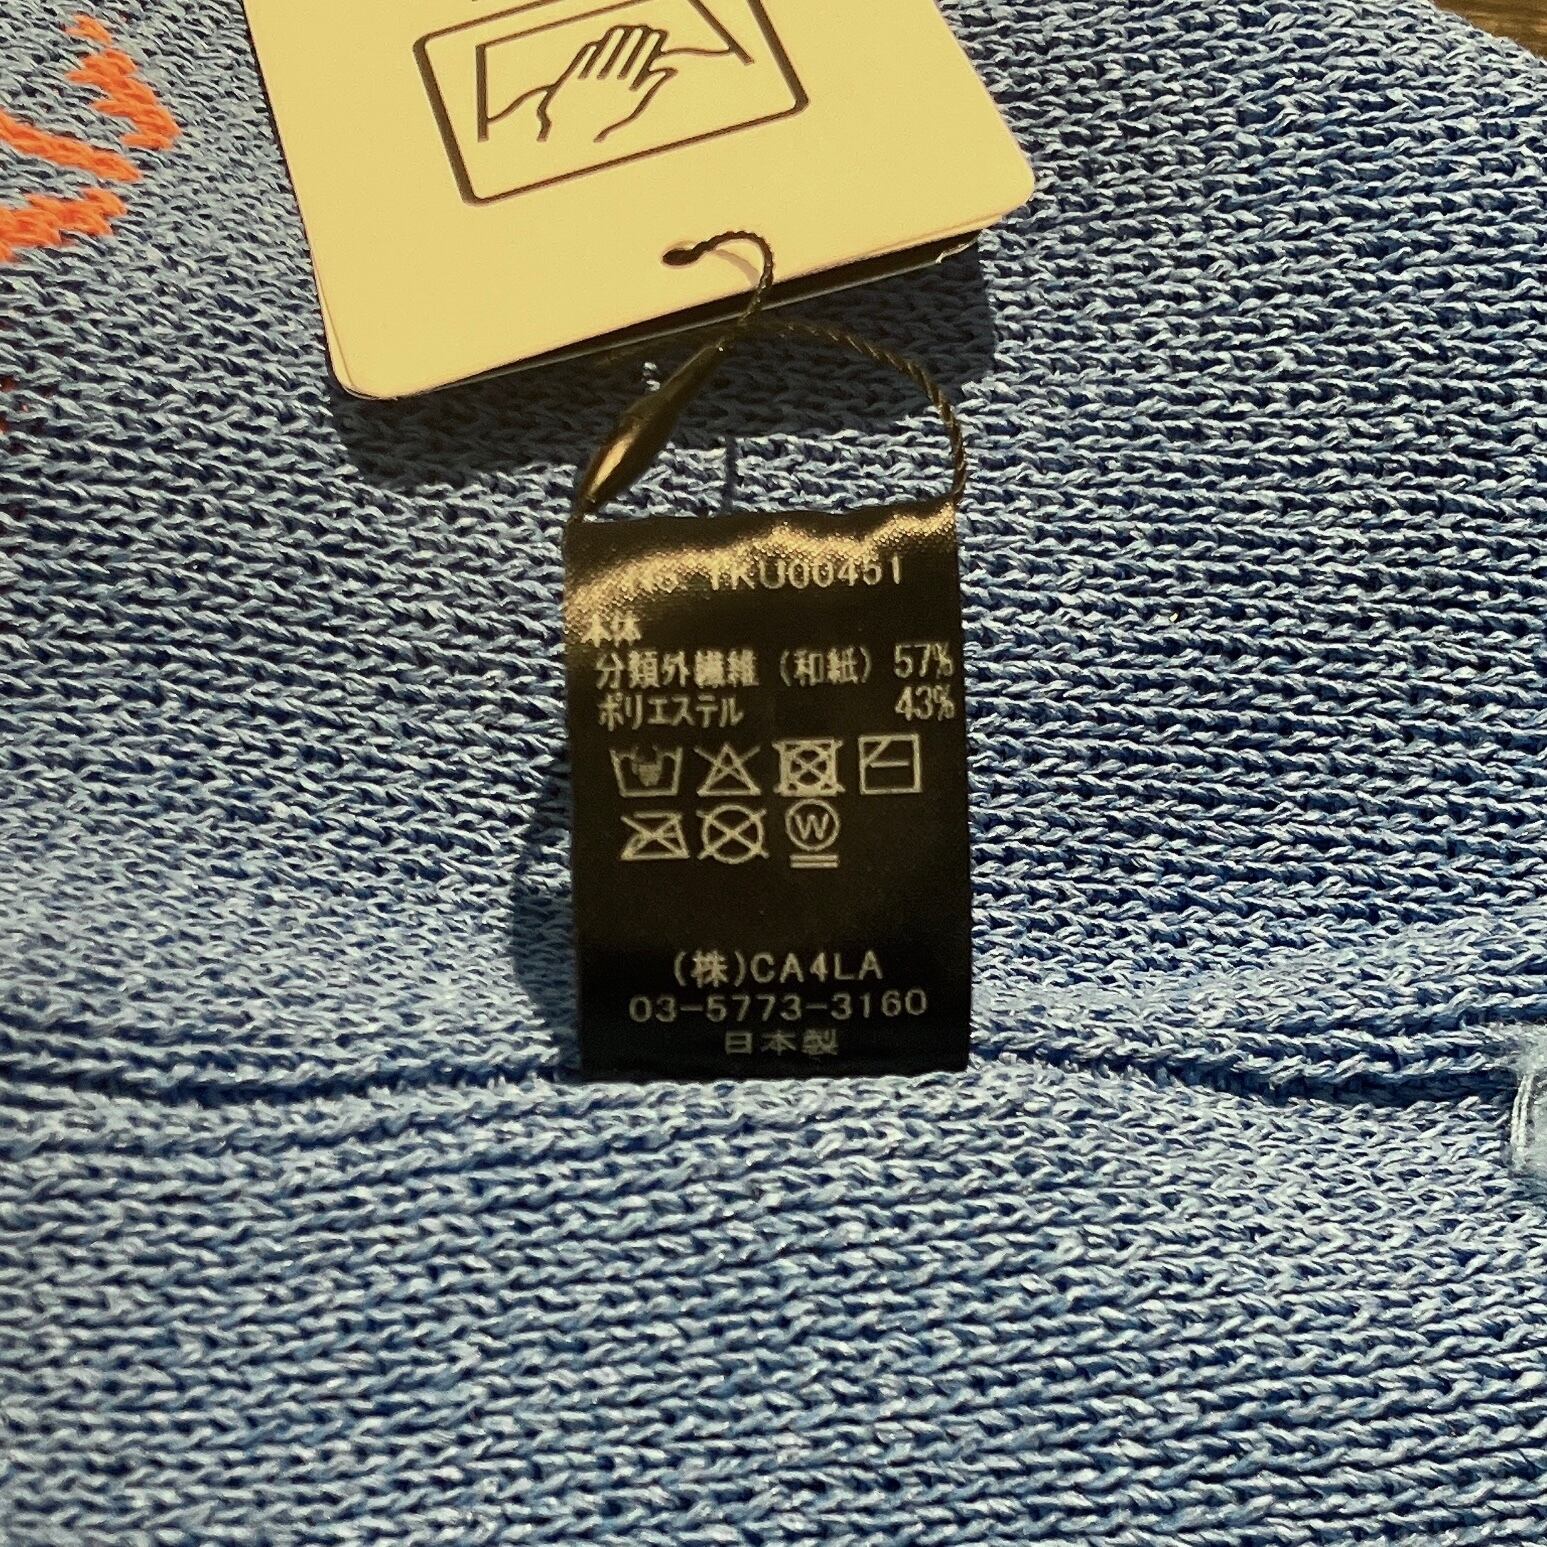 本体
分類外繊維 (和紙) 57%
ポリエステル 43%
W
(株)CA4LA
03-5773-3160
日本製